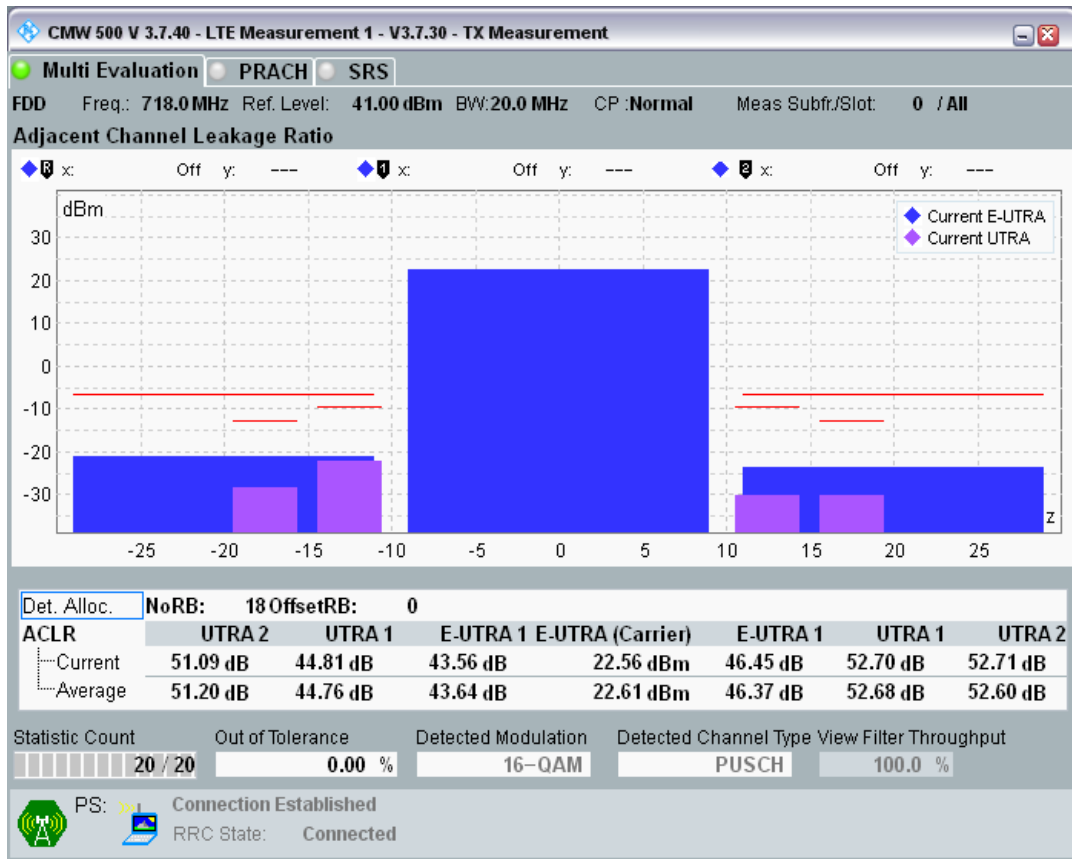 CMW 500 V 3.7.40 - LTE Measurement 1 - V3.7.30 - TX Measurement
Multi Evaluation PRACH SRS
FDD Freq.: 718.0 MHz Ref. Level: 41.00 dBm BW: 20.0 MHz CP :Normal Meas Subfr./Slot: 0 / All
Adjacent Channel Leakage Ratio
R x: Off y: --- 1 x: Off y: --- 2 x: Off y: ---
dBm
Current E-UTRA
Current UTRA
30
20
10
0
-10
-20
-30
z
-25 -20 -15 -10 -5 0 5 10 15 20 25
Det. Alloc. NoRB: 18 OffsetRB: 0
ACLR UTRA 2 UTRA 1 E-UTRA 1 E-UTRA (Carrier) E-UTRA 1 UTRA 1 UTRA 2
Current 51.09 dB 44.81 dB 43.56 dB 22.56 dBm 46.45 dB 52.70 dB 52.71 dB
Average 51.20 dB 44.76 dB 43.64 dB 22.61 dBm 46.37 dB 52.68 dB 52.60 dB
Statistic Count Out of Tolerance Detected Modulation Detected Channel Type View Filter Throughput
20 / 20 0.00 % 16-QAM PUSCH 100.0 %
PS: Connection Established
RRC State: Connected